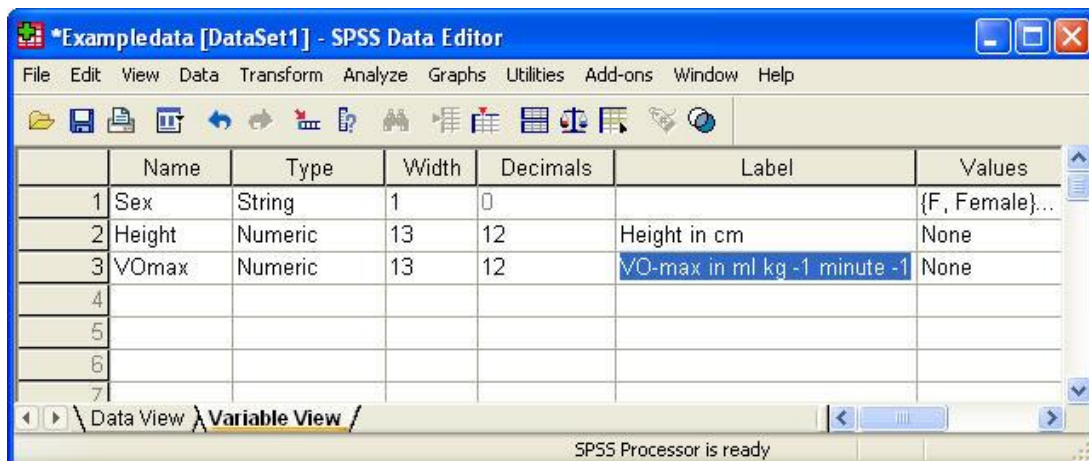 *Exampledata [DataSet1] - SPSS Data Editor
File Edit View Data Transform Analyze Graphs Utilities Add-ons Window Help
Name Type Width Decimals Label Values
1 Sex String 1 0 {F, Female}...
2 Height Numeric 13 12 Height in cm None
3 VOmax Numeric 13 12 VO-max in ml kg -1 minute -1 None
4
5
6
7
Data View Variable View
SPSS Processor is ready